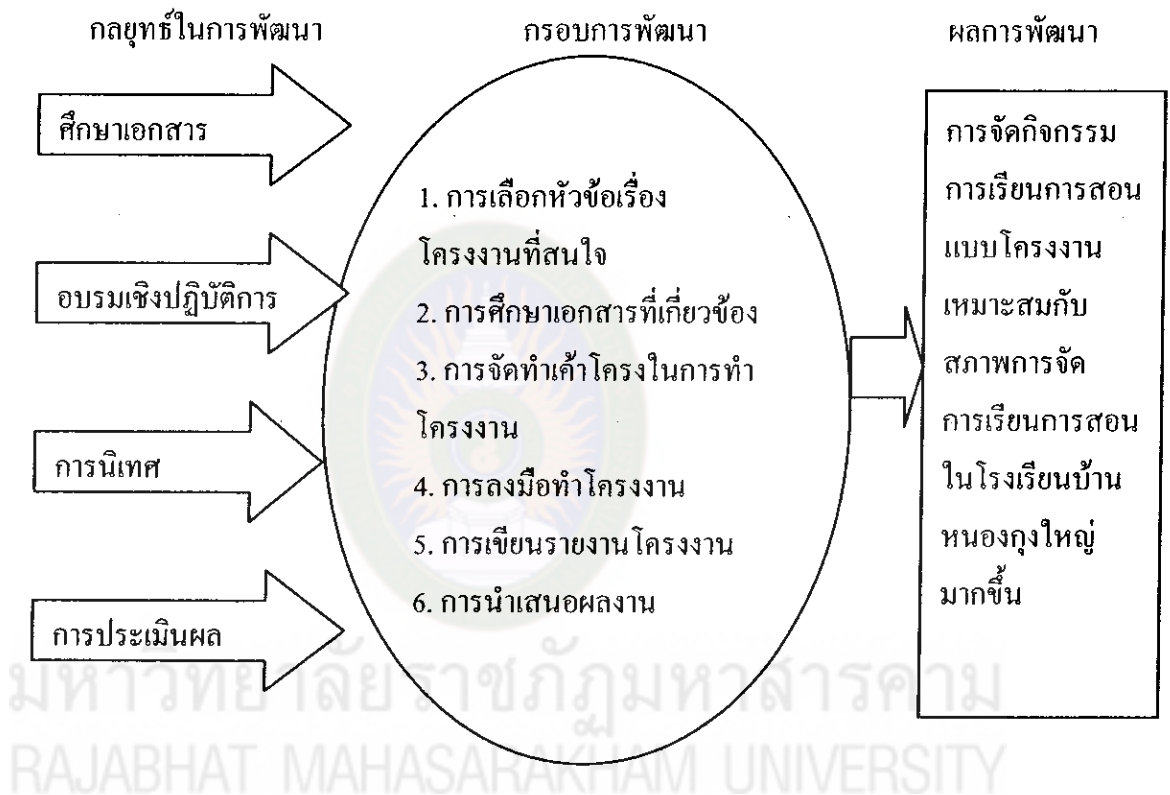 กลยุทธ์ในการพัฒนา
กรอบการพัฒนา
ผลการพัฒนา
ศึกษาเอกสาร
อบรมเชิงปฏิบัติการ
การนิเทศ
การประเมินผล
1. การเลือกหัวข้อเรื่อง
โครงงานที่สนใจ
2. การศึกษาเอกสารที่เกี่ยวข้อง
3. การจัดทำเค้าโครงในการทำ
โครงงาน
4. การลงมือทำโครงงาน
5. การเขียนรายงานโครงงาน
6. การนำเสนอผลงาน
การจัดกิจกรรม
การเรียนการสอน
แบบโครงงาน
เหมาะสมกับ
สภาพการจัด
การเรียนการสอน
ในโรงเรียนบ้าน
หนองกุงใหญ่
มากขึ้น
มหาวิทยาลัยราชภัฏมหาสารคาม
RAJABHAT MAHASARAKHAM UNIVERSITY